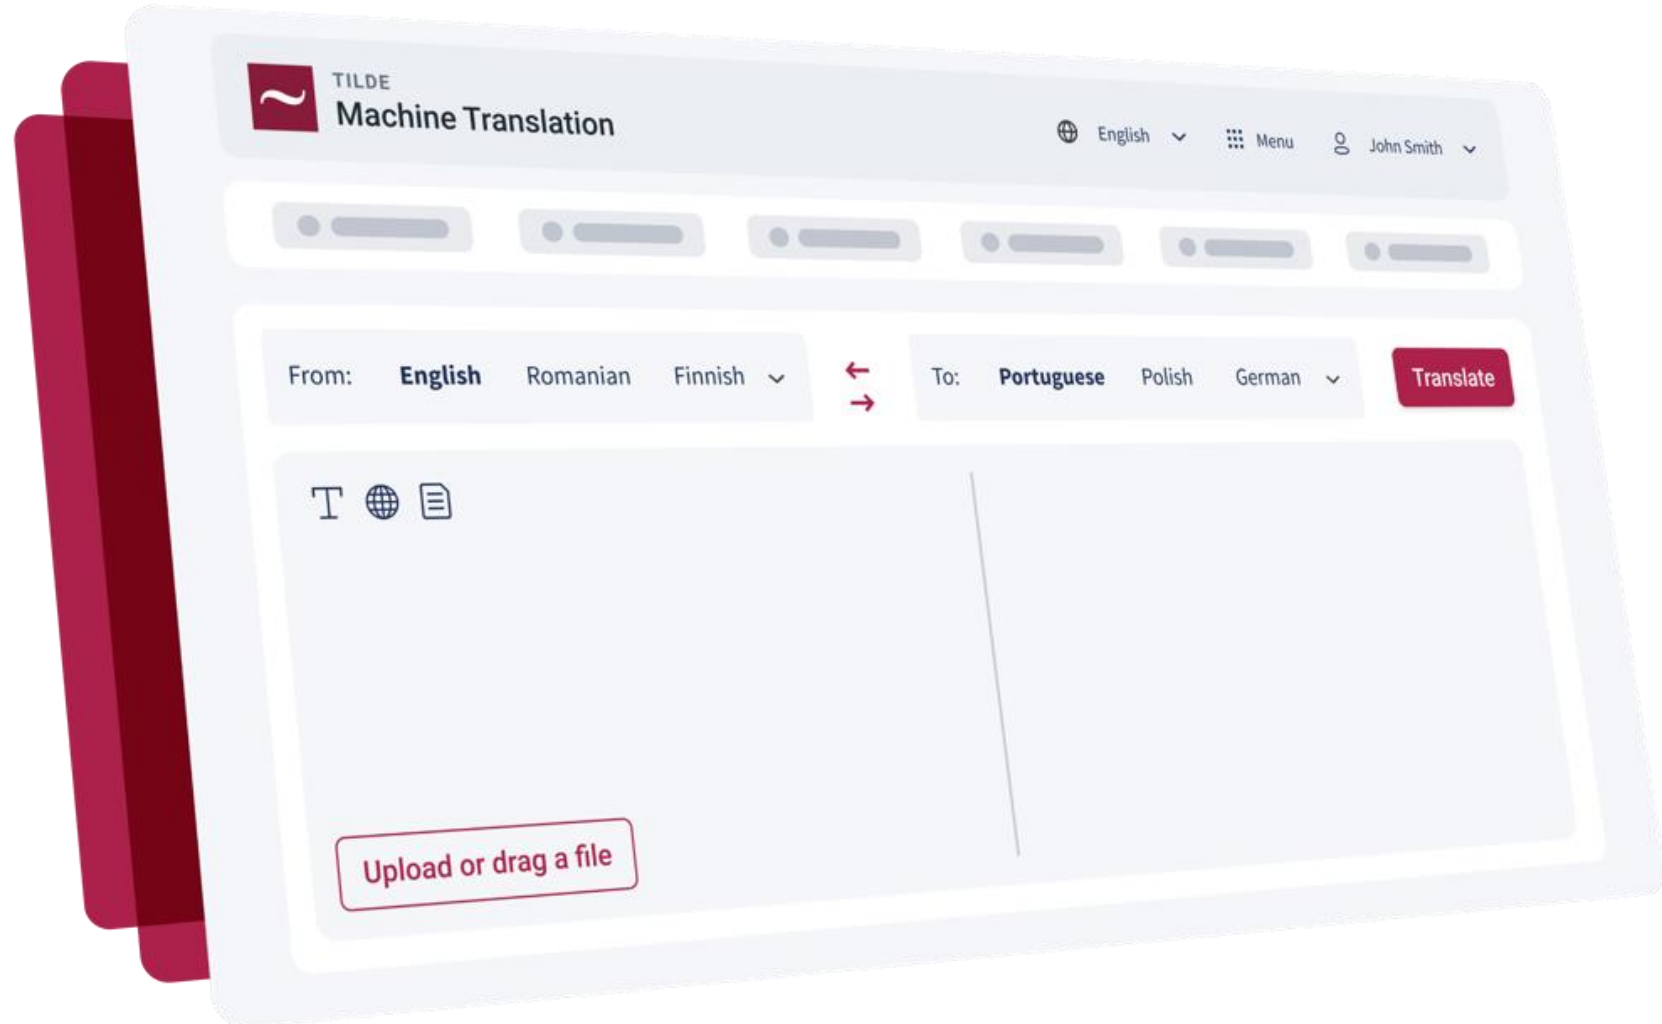 TILDE
Machine Translation
English
Menu
John Smith
From: English Romanian Finnish
To: Portuguese Polish German
Translate
Upload or drag a file